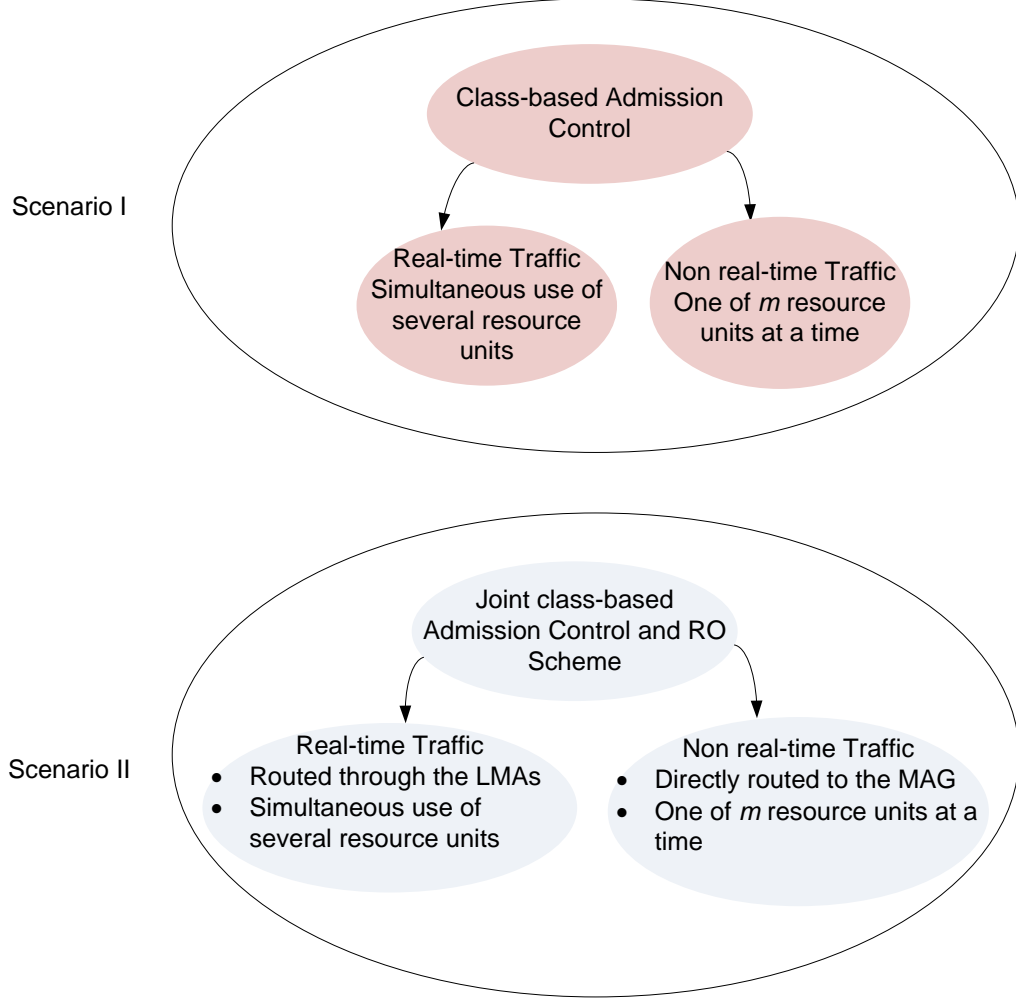 Class-based Admission
Control
Scenario I
Real-time Traffic
Simultaneous use of
several resource
units
Non real-time Traffic
One of m resource
units at a time
Joint class-based
Admission Control and RO
Scheme
Scenario II
Real-time Traffic
• Routed through the LMAs
• Simultaneous use of
several resource units
Non real-time Traffic
• Directly routed to the MAG
• One of m resource units at a
time